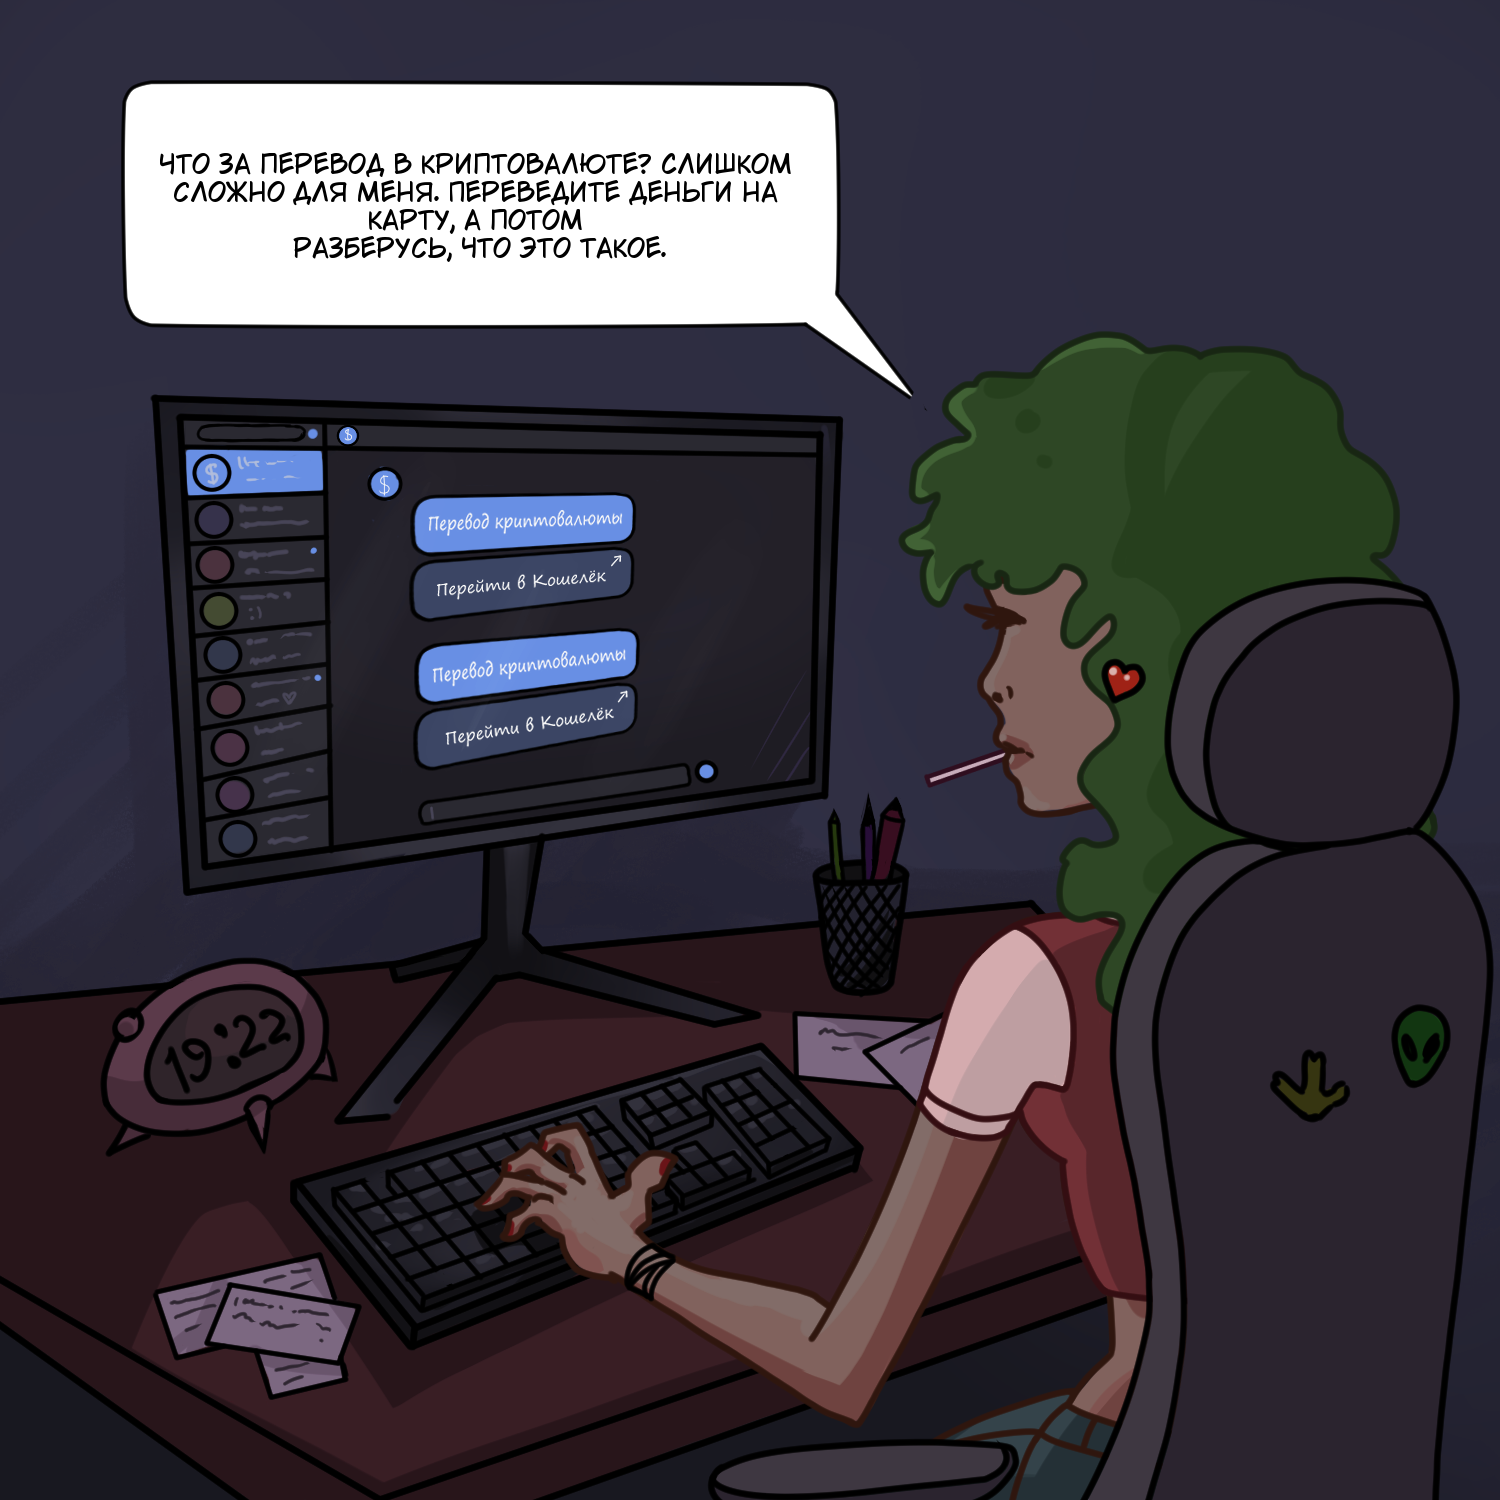 ЧТО ЗА ПЕРЕВОД В КРИПТОВАЛЮТЕ? СЛИШКОМ
СЛОЖНО ДЛЯ МЕНЯ. ПЕРЕВЕДИТЕ ДЕНЬГИ НА
КАРТУ, А ПОТОМ
РАЗБЕРУСЬ, ЧТО ЭТО ТАКОЕ.
$
$
$
Перевод криптовалюты
Перейти в Кошелёк
:)
Перевод криптовалюты
Перейти в Кошелёк
19:22